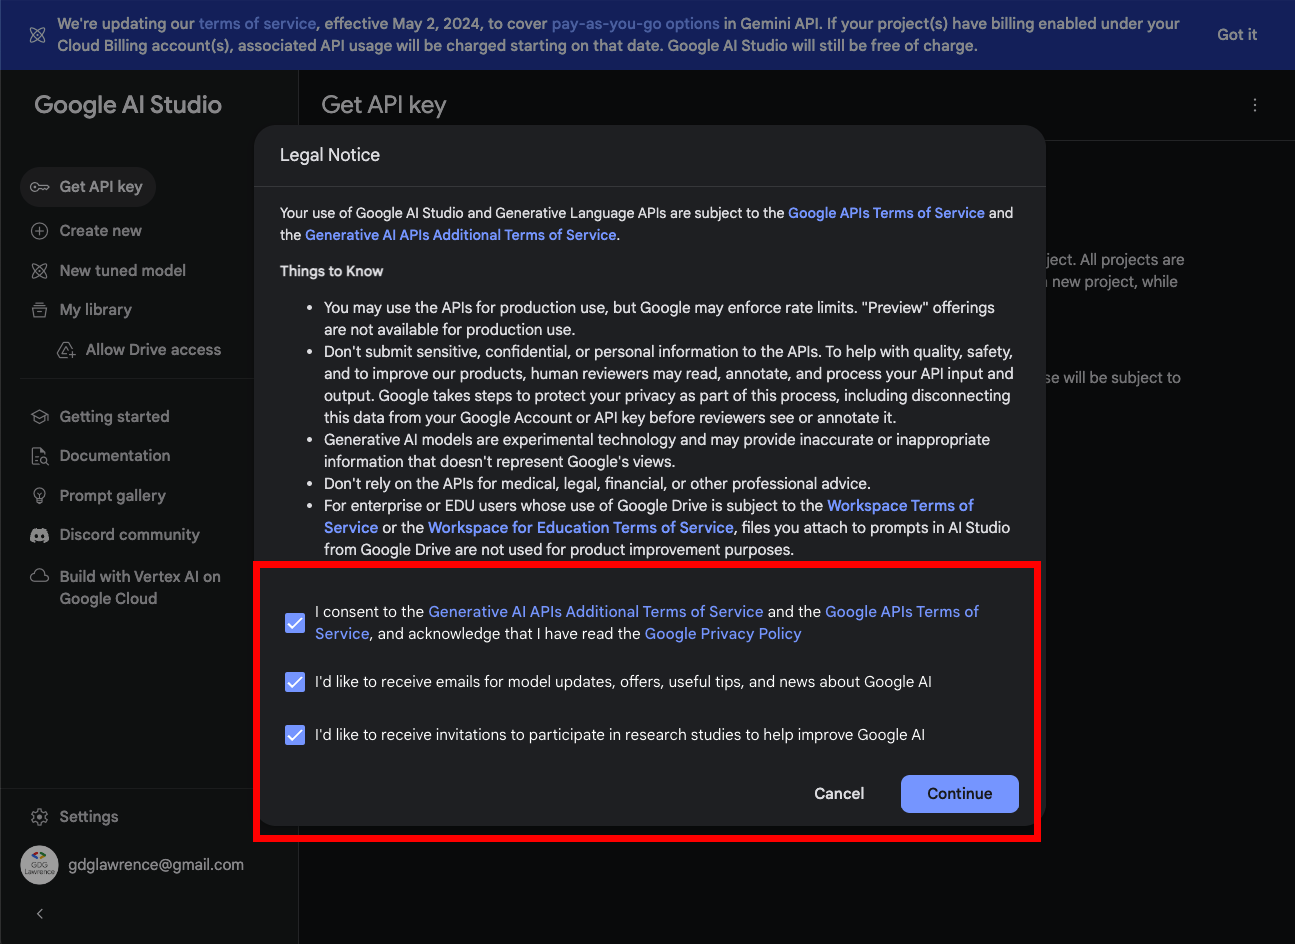 We're updating our terms of service, effective May 2, 2024, to cover pay-as-you-go options in Gemini API. If your project(s) have billing enabled under your
Cloud Billing account(s), associated API usage will be charged starting on that date. Google AI Studio will still be free of charge.
Got it
Google AI Studio
Get API key
Get API key
Create new
New tuned model
My library
Allow Drive access
Getting started
Documentation
Prompt gallery
Discord community
Build with Vertex AI on
Google Cloud
Settings
GDG
Lawrence
gdglawrence@gmail.com
Legal Notice
Your use of Google AI Studio and Generative Language APIs are subject to the Google APIs Terms of Service and
the Generative AI APIs Additional Terms of Service.
Things to Know
• You may use the APIs for production use, but Google may enforce rate limits. "Preview" offerings
are not available for production use.
• Don't submit sensitive, confidential, or personal information to the APIs. To help with quality, safety,
and to improve our products, human reviewers may read, annotate, and process your API input and
output. Google takes steps to protect your privacy as part of this process, including disconnecting
this data from your Google Account or API key before reviewers see or annotate it.
• Generative AI models are experimental technology and may provide inaccurate or inappropriate
information that doesn't represent Google's views.
• Don't rely on the APIs for medical, legal, financial, or other professional advice.
• For enterprise or EDU users whose use of Google Drive is subject to the Workspace Terms of
Service or the Workspace for Education Terms of Service, files you attach to prompts in AI Studio
from Google Drive are not used for product improvement purposes.
I consent to the Generative AI APIs Additional Terms of Service and the Google APIs Terms of
Service, and acknowledge that I have read the Google Privacy Policy
I'd like to receive emails for model updates, offers, useful tips, and news about Google AI
I'd like to receive invitations to participate in research studies to help improve Google AI
Cancel
Continue
ject. All projects are
new project, while
se will be subject to